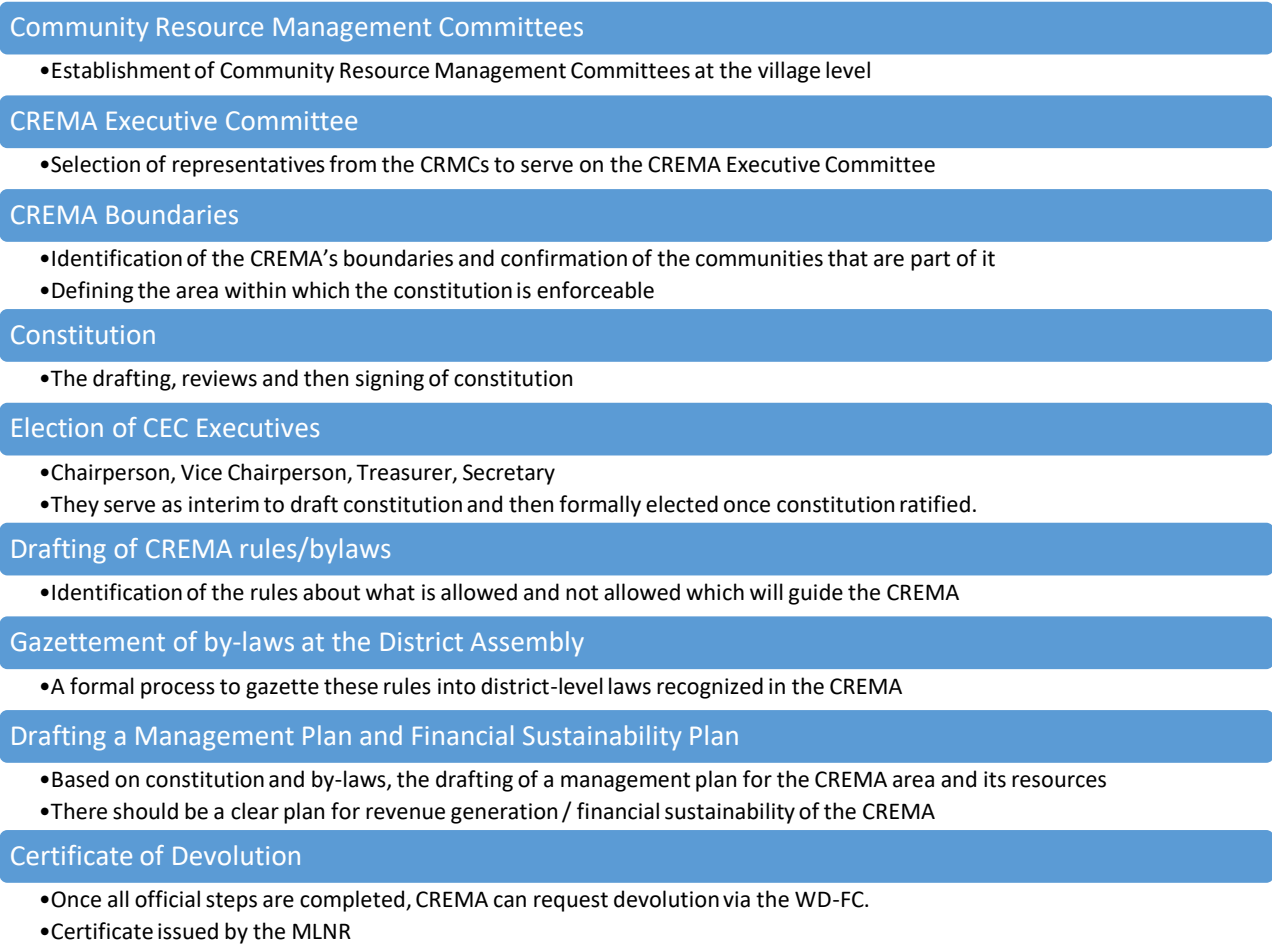 Community Resource Management Committees
•Establishment of Community Resource Management Committees at the village level
CREMA Executive Committee
•Selection of representatives from the CRMCs to serve on the CREMA Executive Committee
CREMA Boundaries
•Identification of the CREMA’s boundaries and confirmation of the communities that are part of it
•Defining the area within which the constitution is enforceable
Constitution
•The drafting, reviews and then signing of constitution
Election of CEC Executives
•Chairperson, Vice Chairperson, Treasurer, Secretary
•They serve as interim to draft constitution and then formally elected once constitution ratified.
Drafting of CREMA rules/bylaws
•Identification of the rules about what is allowed and not allowed which will guide the CREMA
Gazettement of by-laws at the District Assembly
•A formal process to gazette these rules into district-level laws recognized in the CREMA
Drafting a Management Plan and Financial Sustainability Plan
•Based on constitution and by-laws, the drafting of a management plan for the CREMA area and its resources
•There should be a clear plan for revenue generation / financial sustainability of the CREMA
Certificate of Devolution
•Once all official steps are completed, CREMA can request devolution via the WD-FC.
•Certificate issued by the MLNR